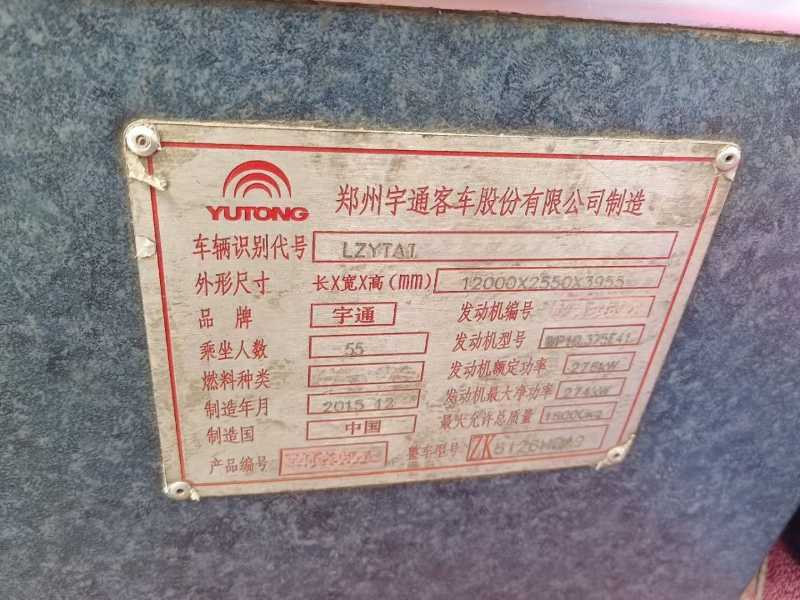 YUTONG
郑州宇通客车股份有限公司制造
车辆识别代号 LZYTAT
外形尺寸 长X宽X高(mm) 12000X2550X3955
品牌 宇通 发动机编号
乘坐人数 55 发动机型号
燃料种类 发动机额定功率 276kW
制造年月 2015 12 发动机最大净功率 274kW
制造国 中国 最大允许总质量 18000kg
产品编号 整车型号